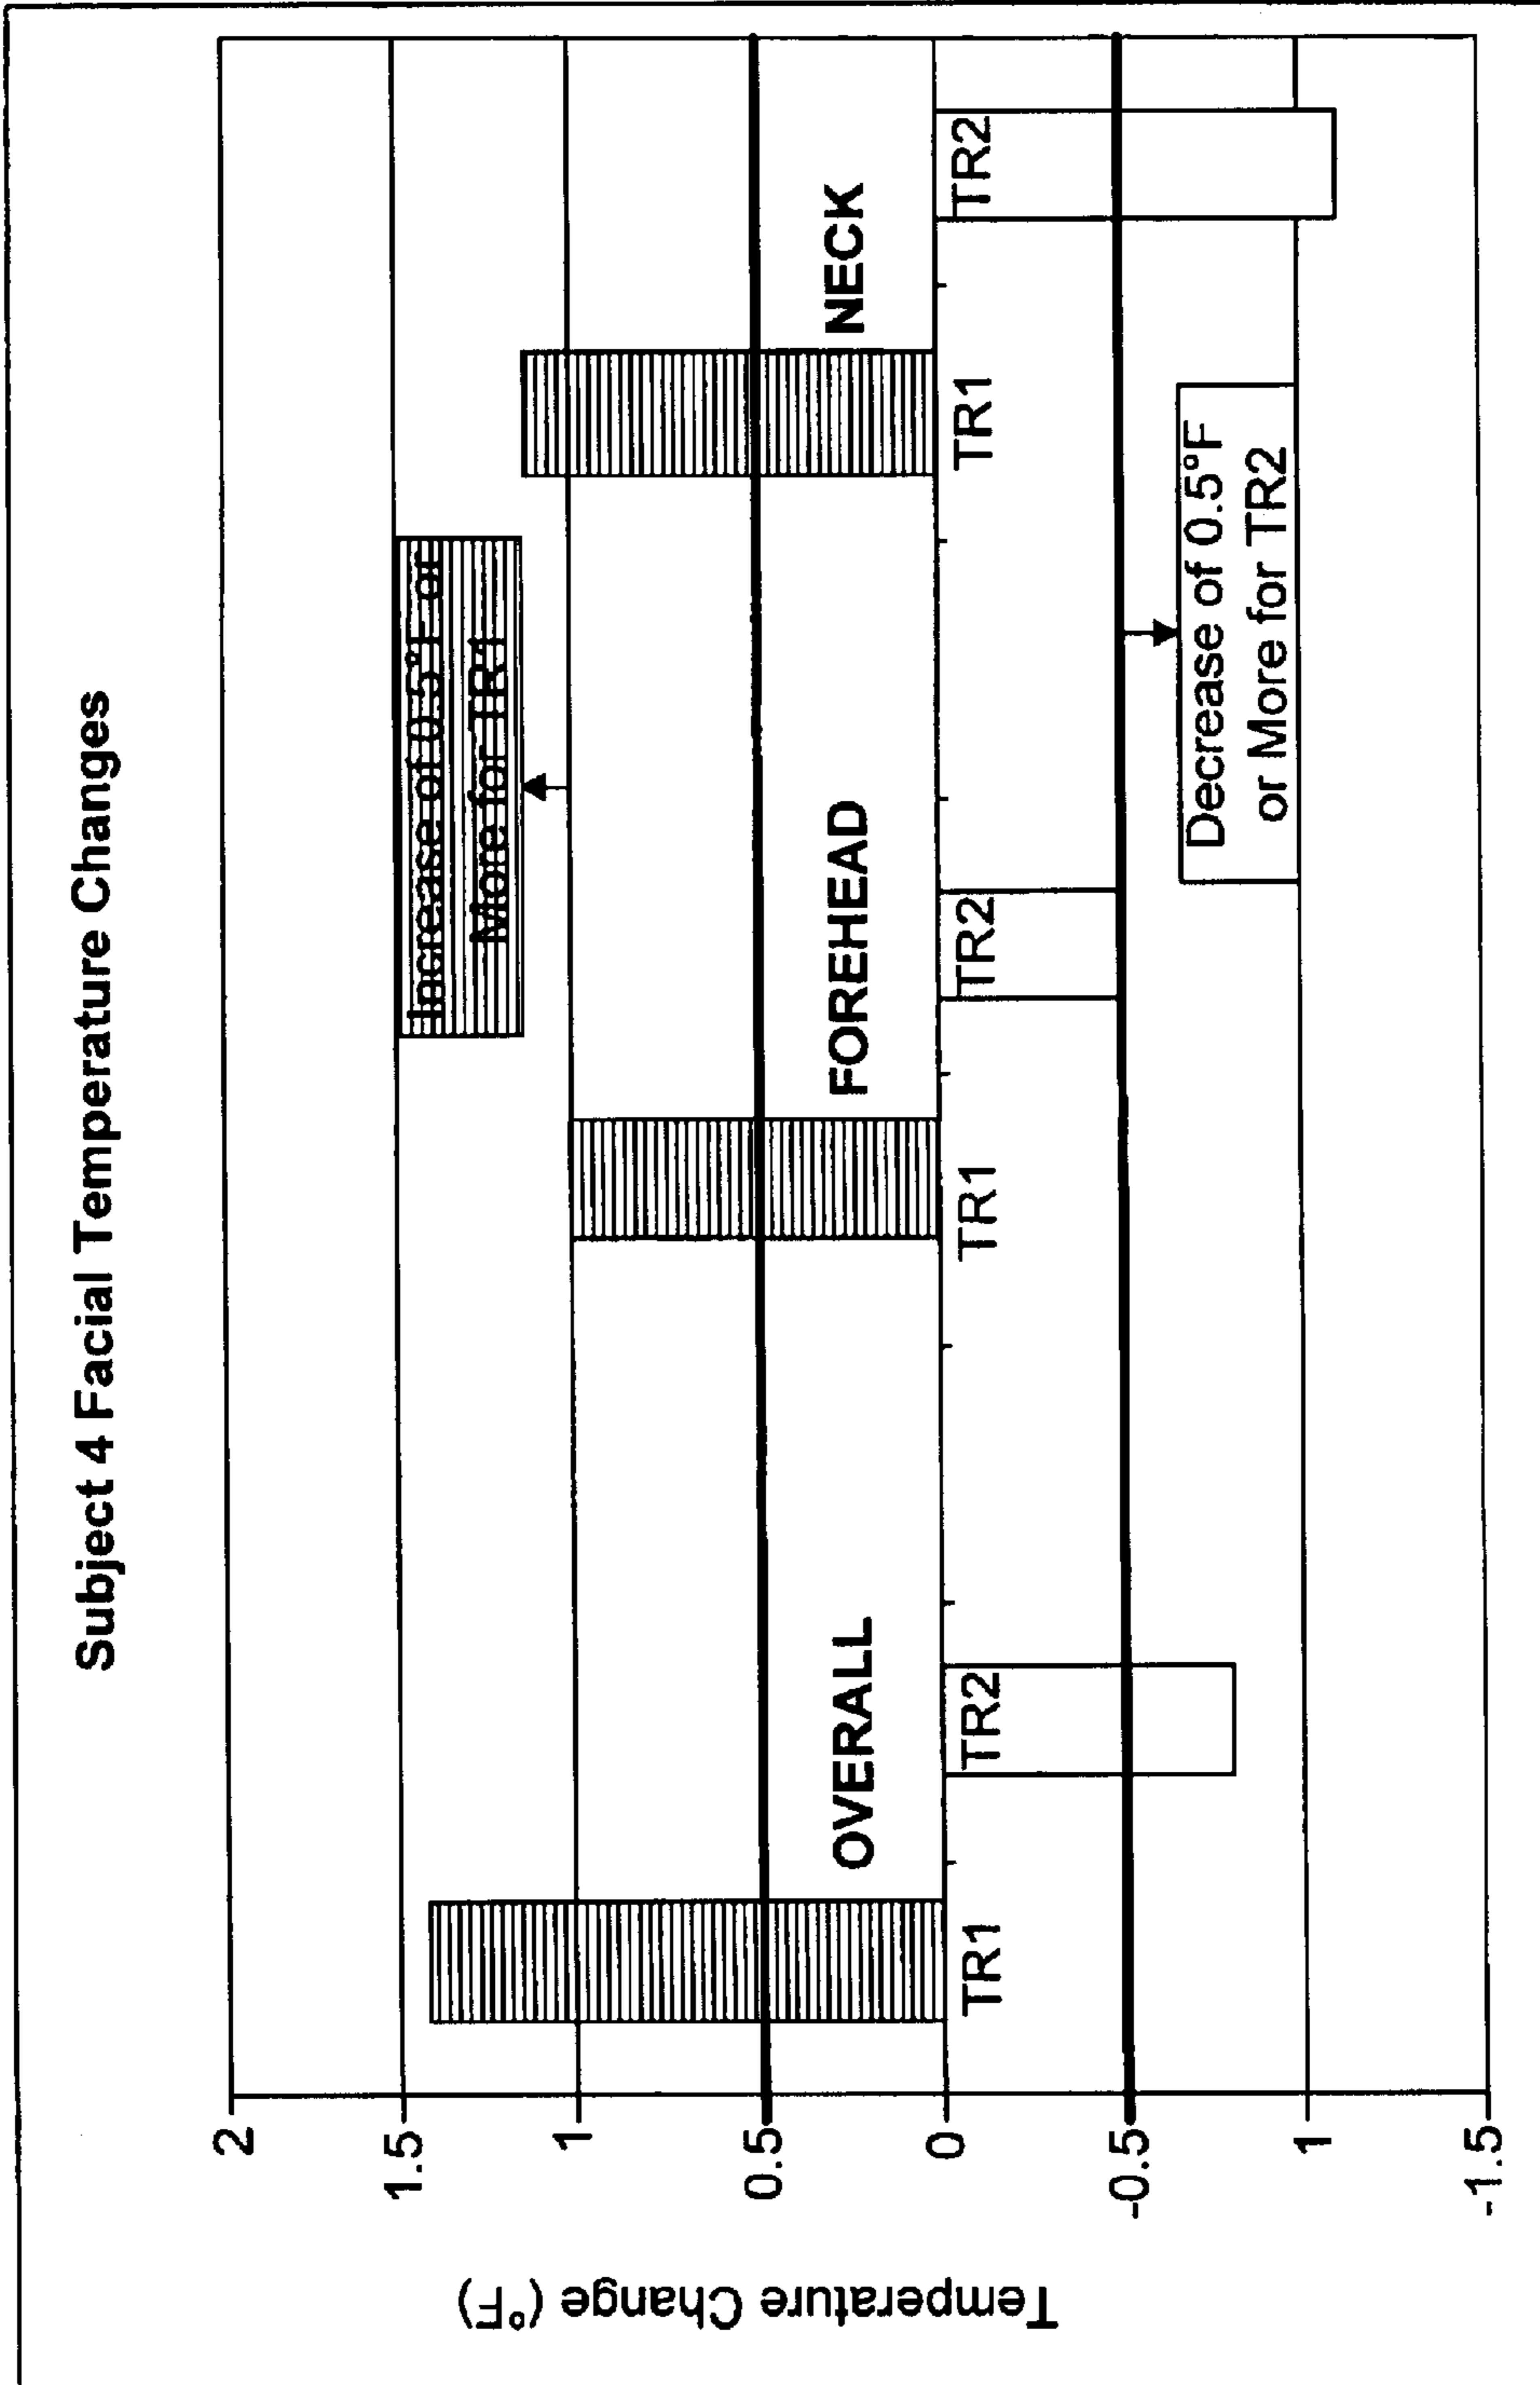 Subject 4 Facial Temperature Changes
Temperature Change (°F)
2
1.5
1
0.5
0
-0.5
1
-1.5
Increase of 0.5°F or
More for TR1
OVERALL
FOREHEAD
NECK
TR1
TR2
TR1
TR2
TR1
TR2
Decrease of 0.5°F
or More for TR2